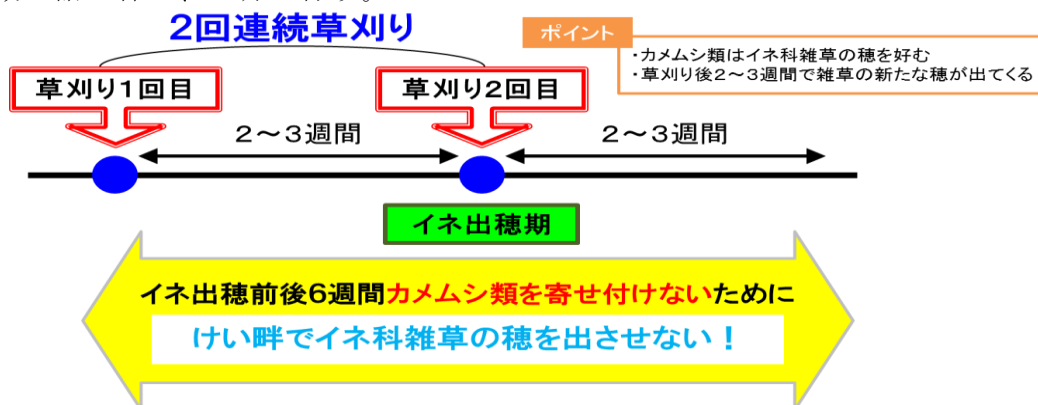 2回連続草刈り
ポイント
・カメムシ類はイネ科雑草の穂を好む
・草刈り後2～3週間で雑草の新たな穂が出てくる
草刈り1回目
草刈り2回目
2～3週間
2～3週間
イネ出穂期
イネ出穂前後6週間カメムシ類を寄せ付けないために
けい畔でイネ科雑草の穂を出させない！